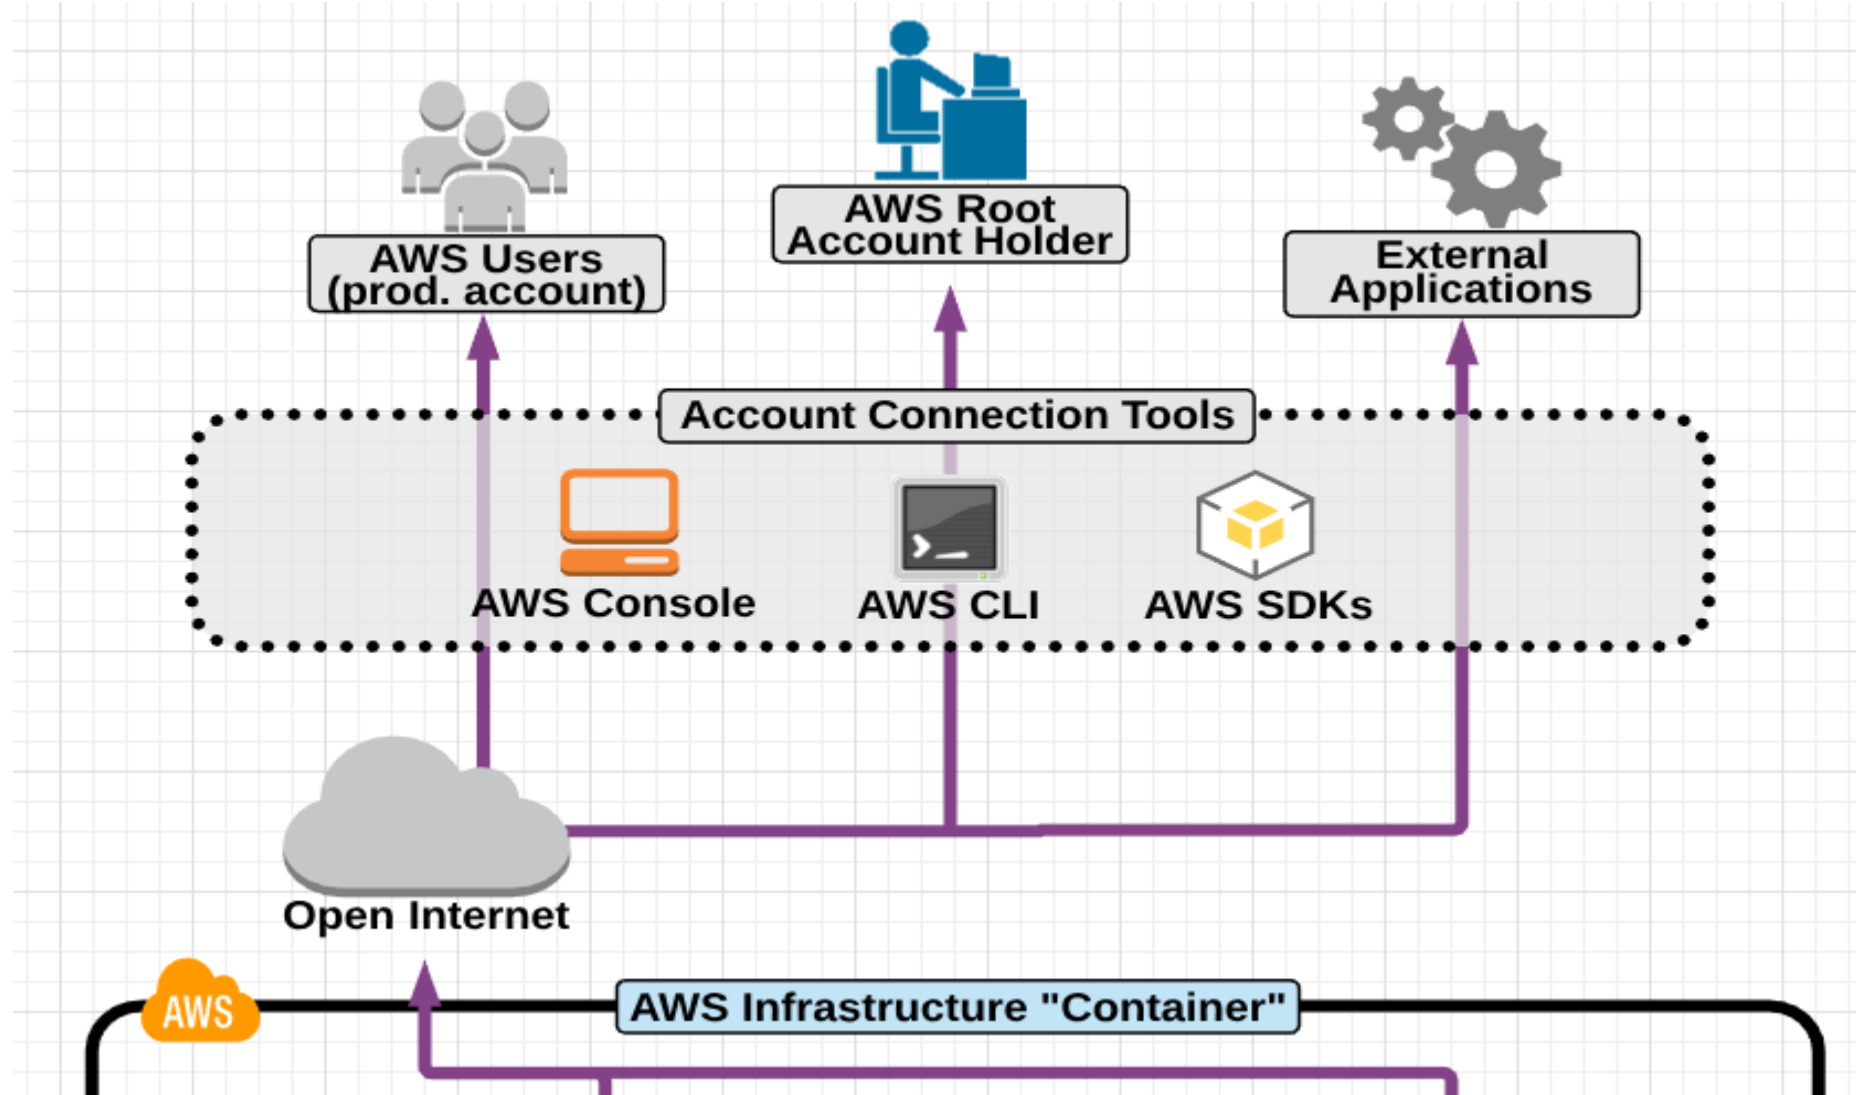 AWS Root
Account Holder
AWS Users
(prod. account)
External
Applications
Account Connection Tools
AWS Console
AWS CLI
AWS SDKs
Open Internet
AWS
AWS Infrastructure "Container"